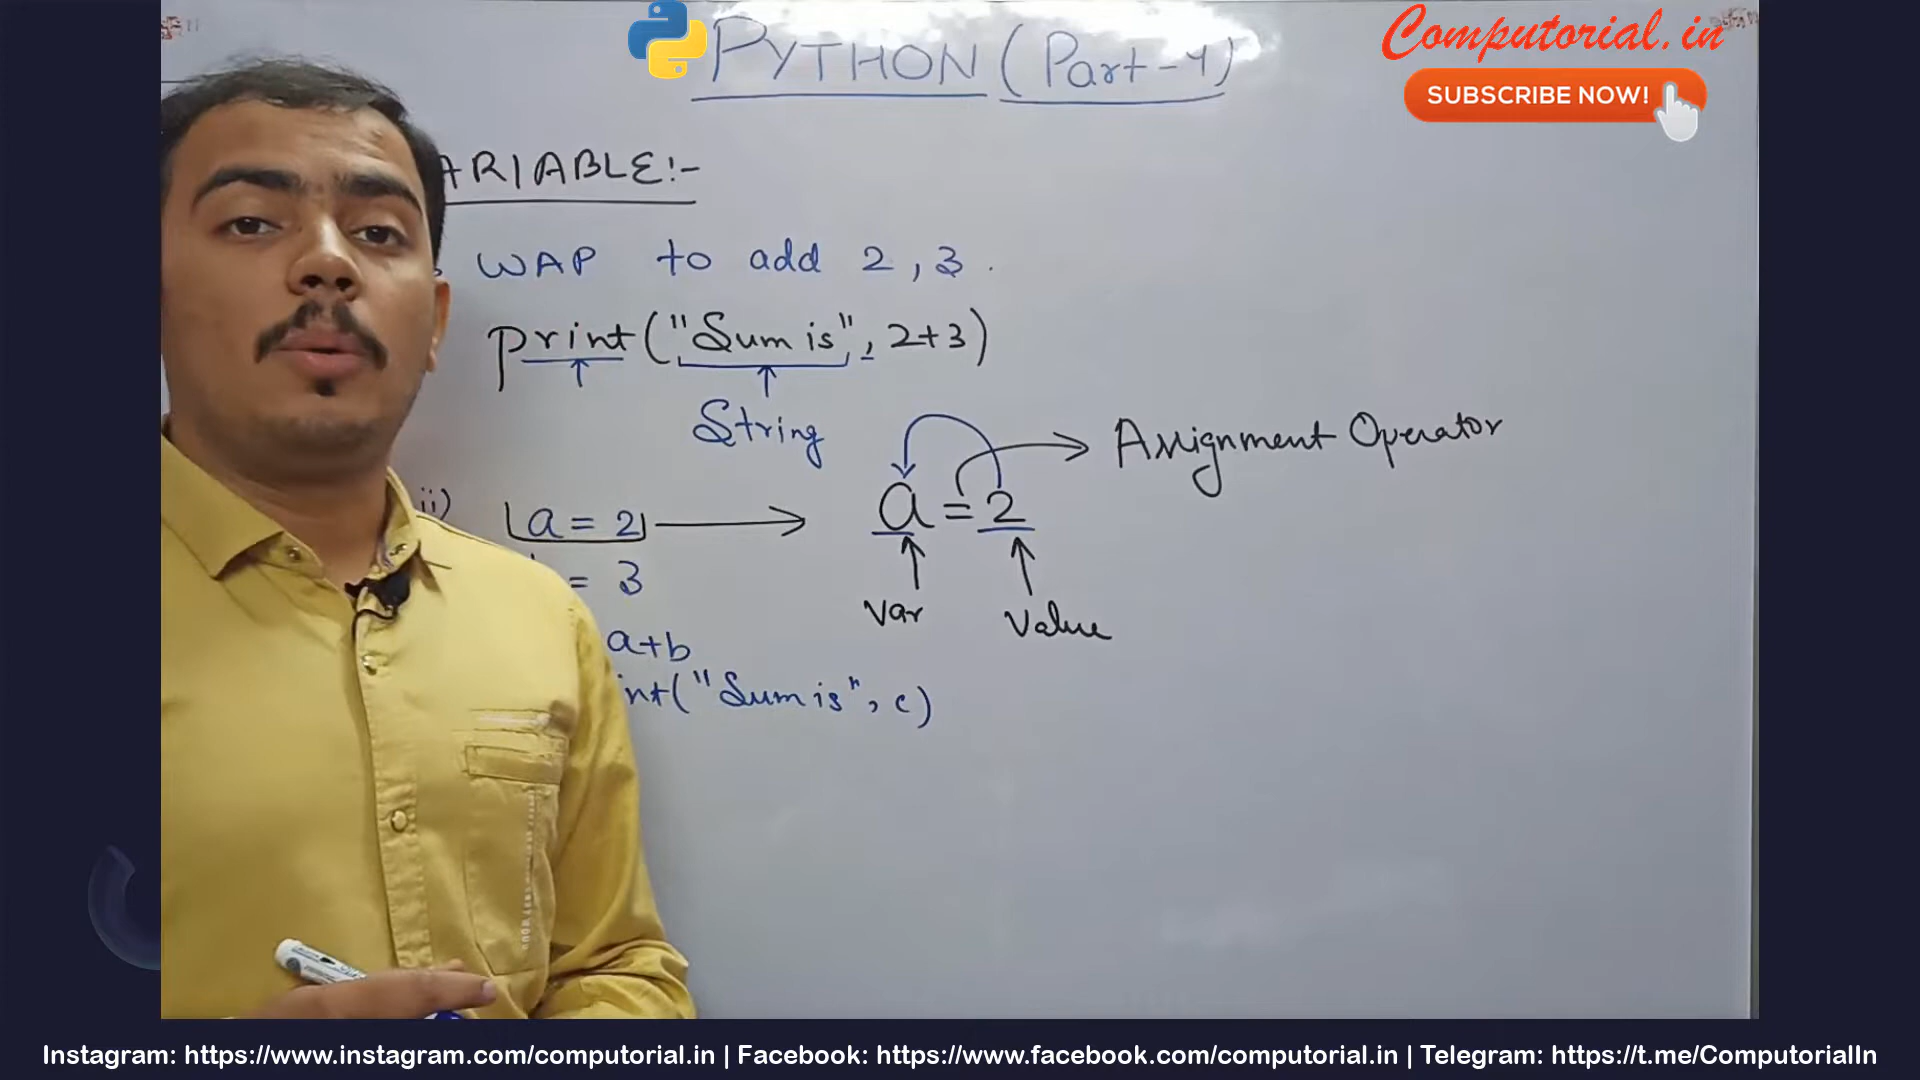 PYTHON (Part-4)
Computorial.in
SUBSCRIBE NOW!
ARIABLE:-
WAP to add 2, 3.
print("Sum is", 2+3)
String
Assignment Operator
ii) a = 2
a = 2
= 3
Var
Value
a+b
int("Sum is", c)
Instagram: https://www.instagram.com/computorial.in | Facebook: https://www.facebook.com/computorial.in | Telegram: https://t.me/ComputorialIn